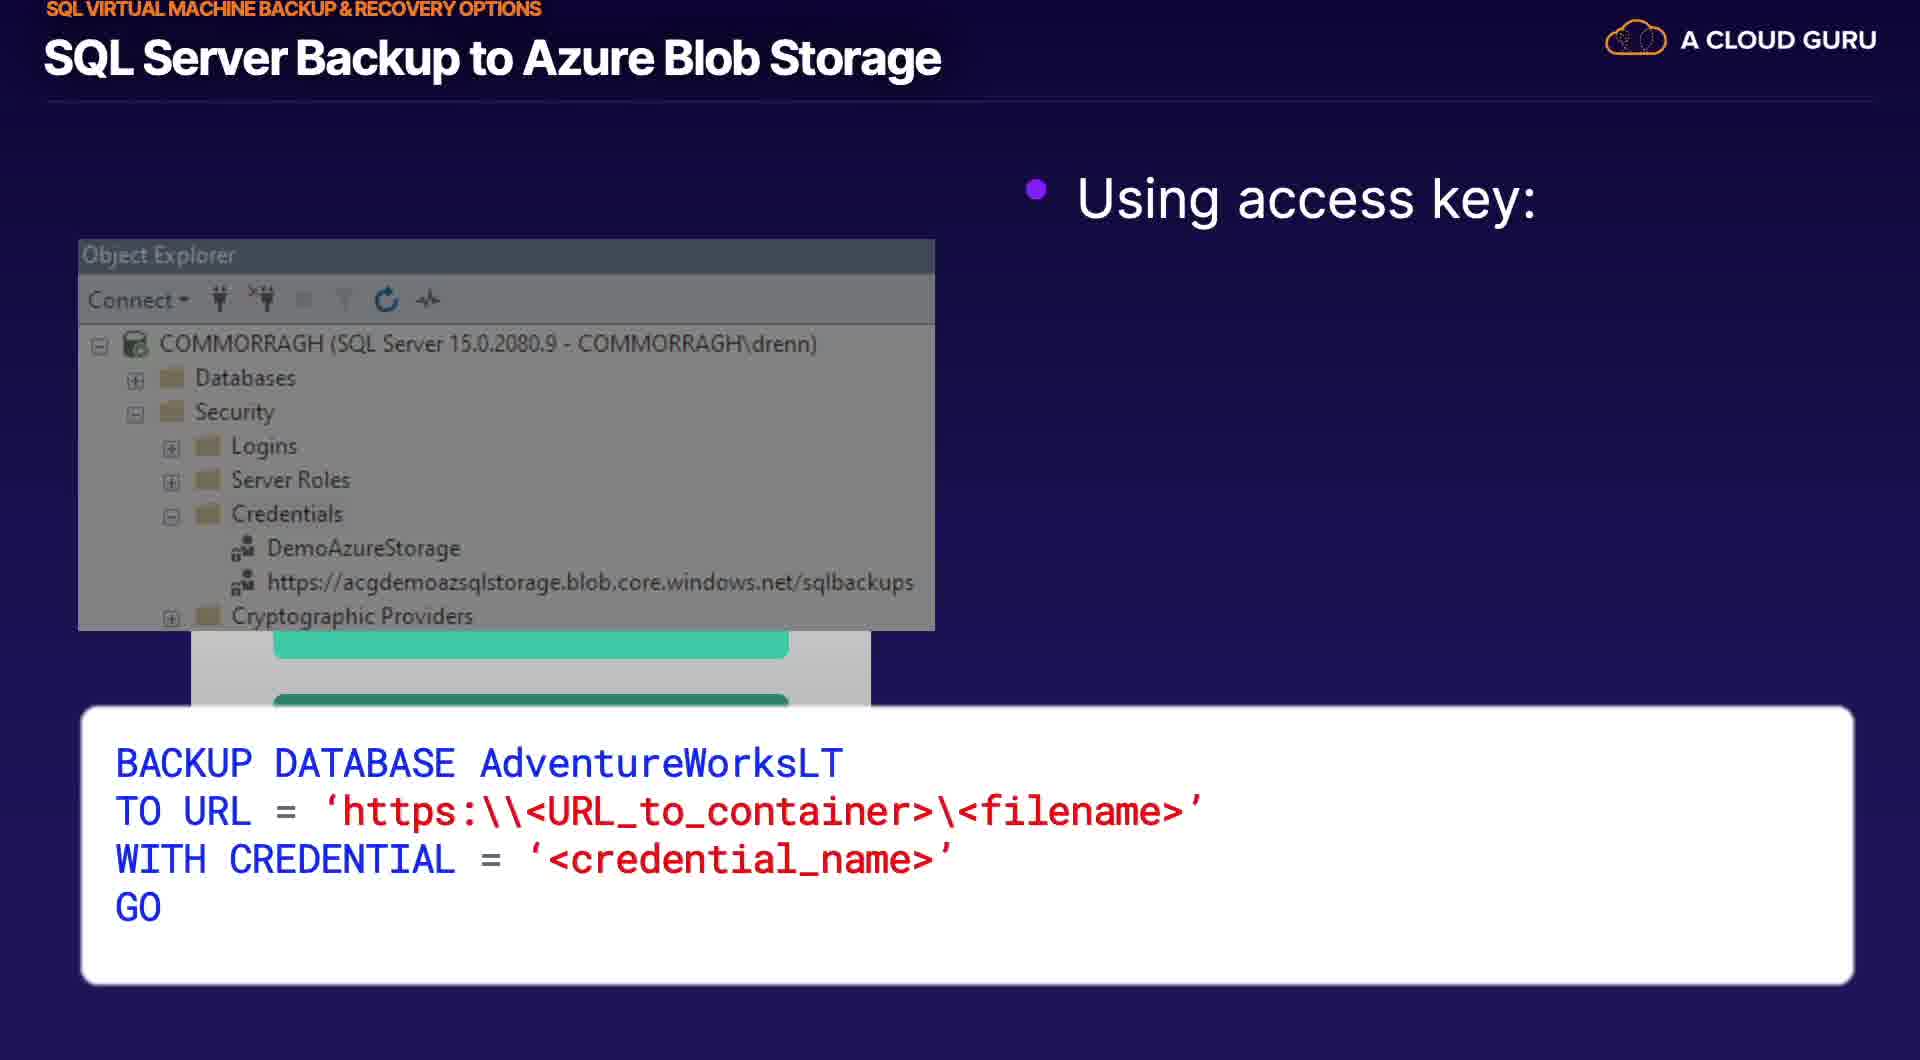 SQL VIRTUAL MACHINE BACKUP & RECOVERY OPTIONS
SQL Server Backup to Azure Blob Storage
A CLOUD GURU
Using access key:
Object Explorer
Connect
COMMORRAGH (SQL Server 15.0.2080.9 - COMMORRAGH\drenn)
Databases
Security
Logins
Server Roles
Credentials
DemoAzureStorage
https://acgdemoazsqlstorage.blob.core.windows.net/sqlbackups
Cryptographic Providers
BACKUP DATABASE AdventureWorksLT
TO URL = ‘https:\\<URL_to_container>\<filename>’
WITH CREDENTIAL = ‘<credential_name>’
GO